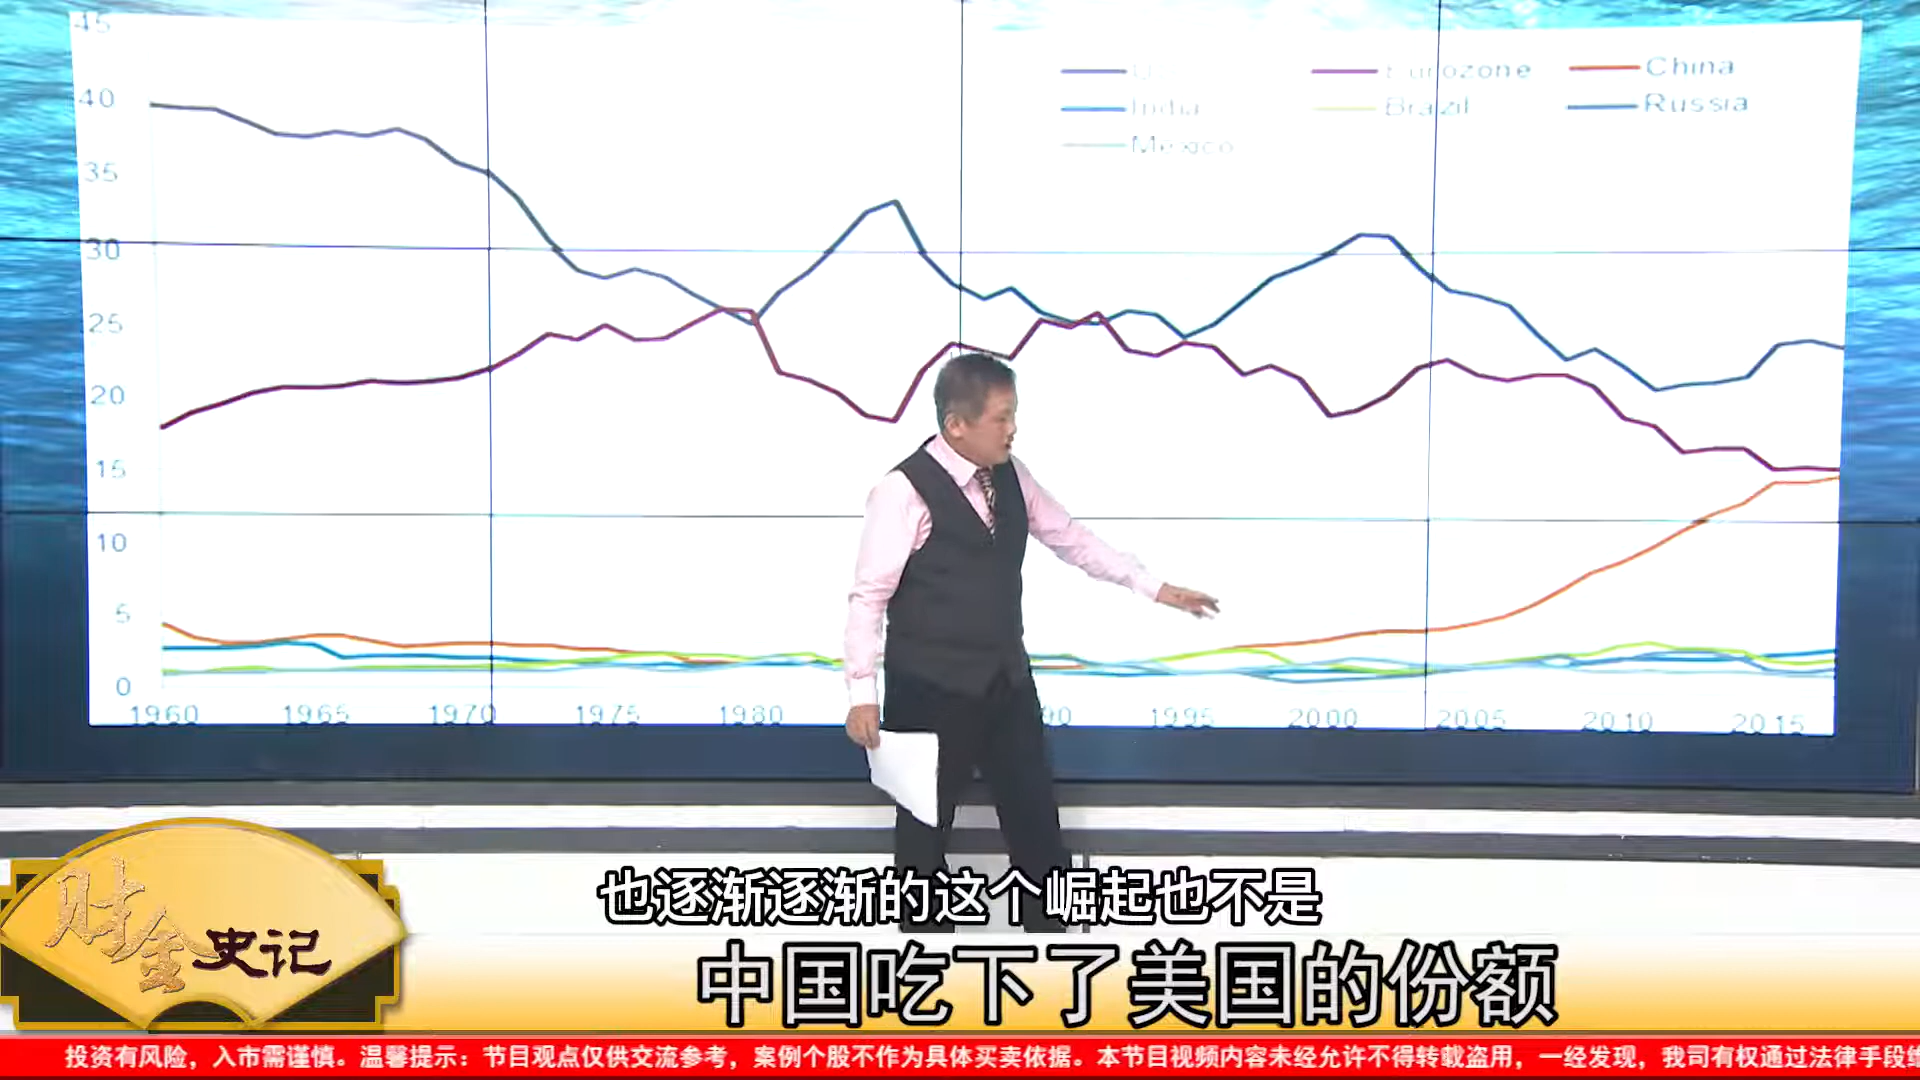 45
40
35
30
25
20
15
10
5
0
Eurozone
China
India
Brazil
Russia
Mexico
1960 1965 1970 1975 1980 90 1995 2000 2005 2010 2015
也逐渐逐渐的这个崛起也不是
财金史记
中国吃下了美国的份额
投资有风险，入市需谨慎。温馨提示：节目观点仅供交流参考，案例个股不作为具体买卖依据。本节目视频内容未经允许不得转载盗用，一经发现，我司有权通过法律手段